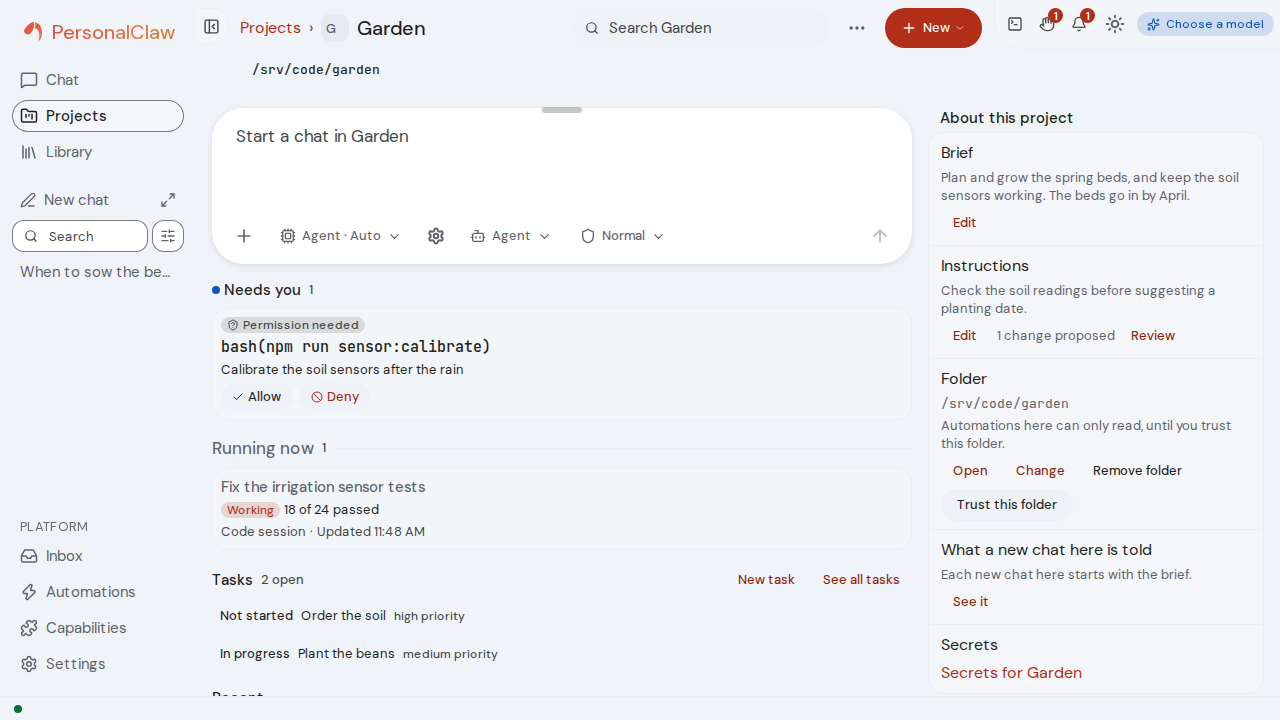 PersonalClaw
Projects › G Garden
Search Garden
New
1
1
Choose a model
Chat
Projects
Library
New chat
Search
When to sow the be…
PLATFORM
Inbox
Automations
Capabilities
Settings
/srv/code/garden
Start a chat in Garden
Agent · Auto
Agent
Normal
Needs you 1
Permission needed
bash(npm run sensor:calibrate)
Calibrate the soil sensors after the rain
Allow
Deny
Running now 1
Fix the irrigation sensor tests
Working 18 of 24 passed
Code session · Updated 11:48 AM
Tasks 2 open
New task
See all tasks
Not started Order the soil high priority
In progress Plant the beans medium priority
About this project
Brief
Plan and grow the spring beds, and keep the soil
sensors working. The beds go in by April.
Edit
Instructions
Check the soil readings before suggesting a
planting date.
Edit 1 change proposed Review
Folder
/srv/code/garden
Automations here can only read, until you trust
this folder.
Open Change Remove folder
Trust this folder
What a new chat here is told
Each new chat here starts with the brief.
See it
Secrets
Secrets for Garden